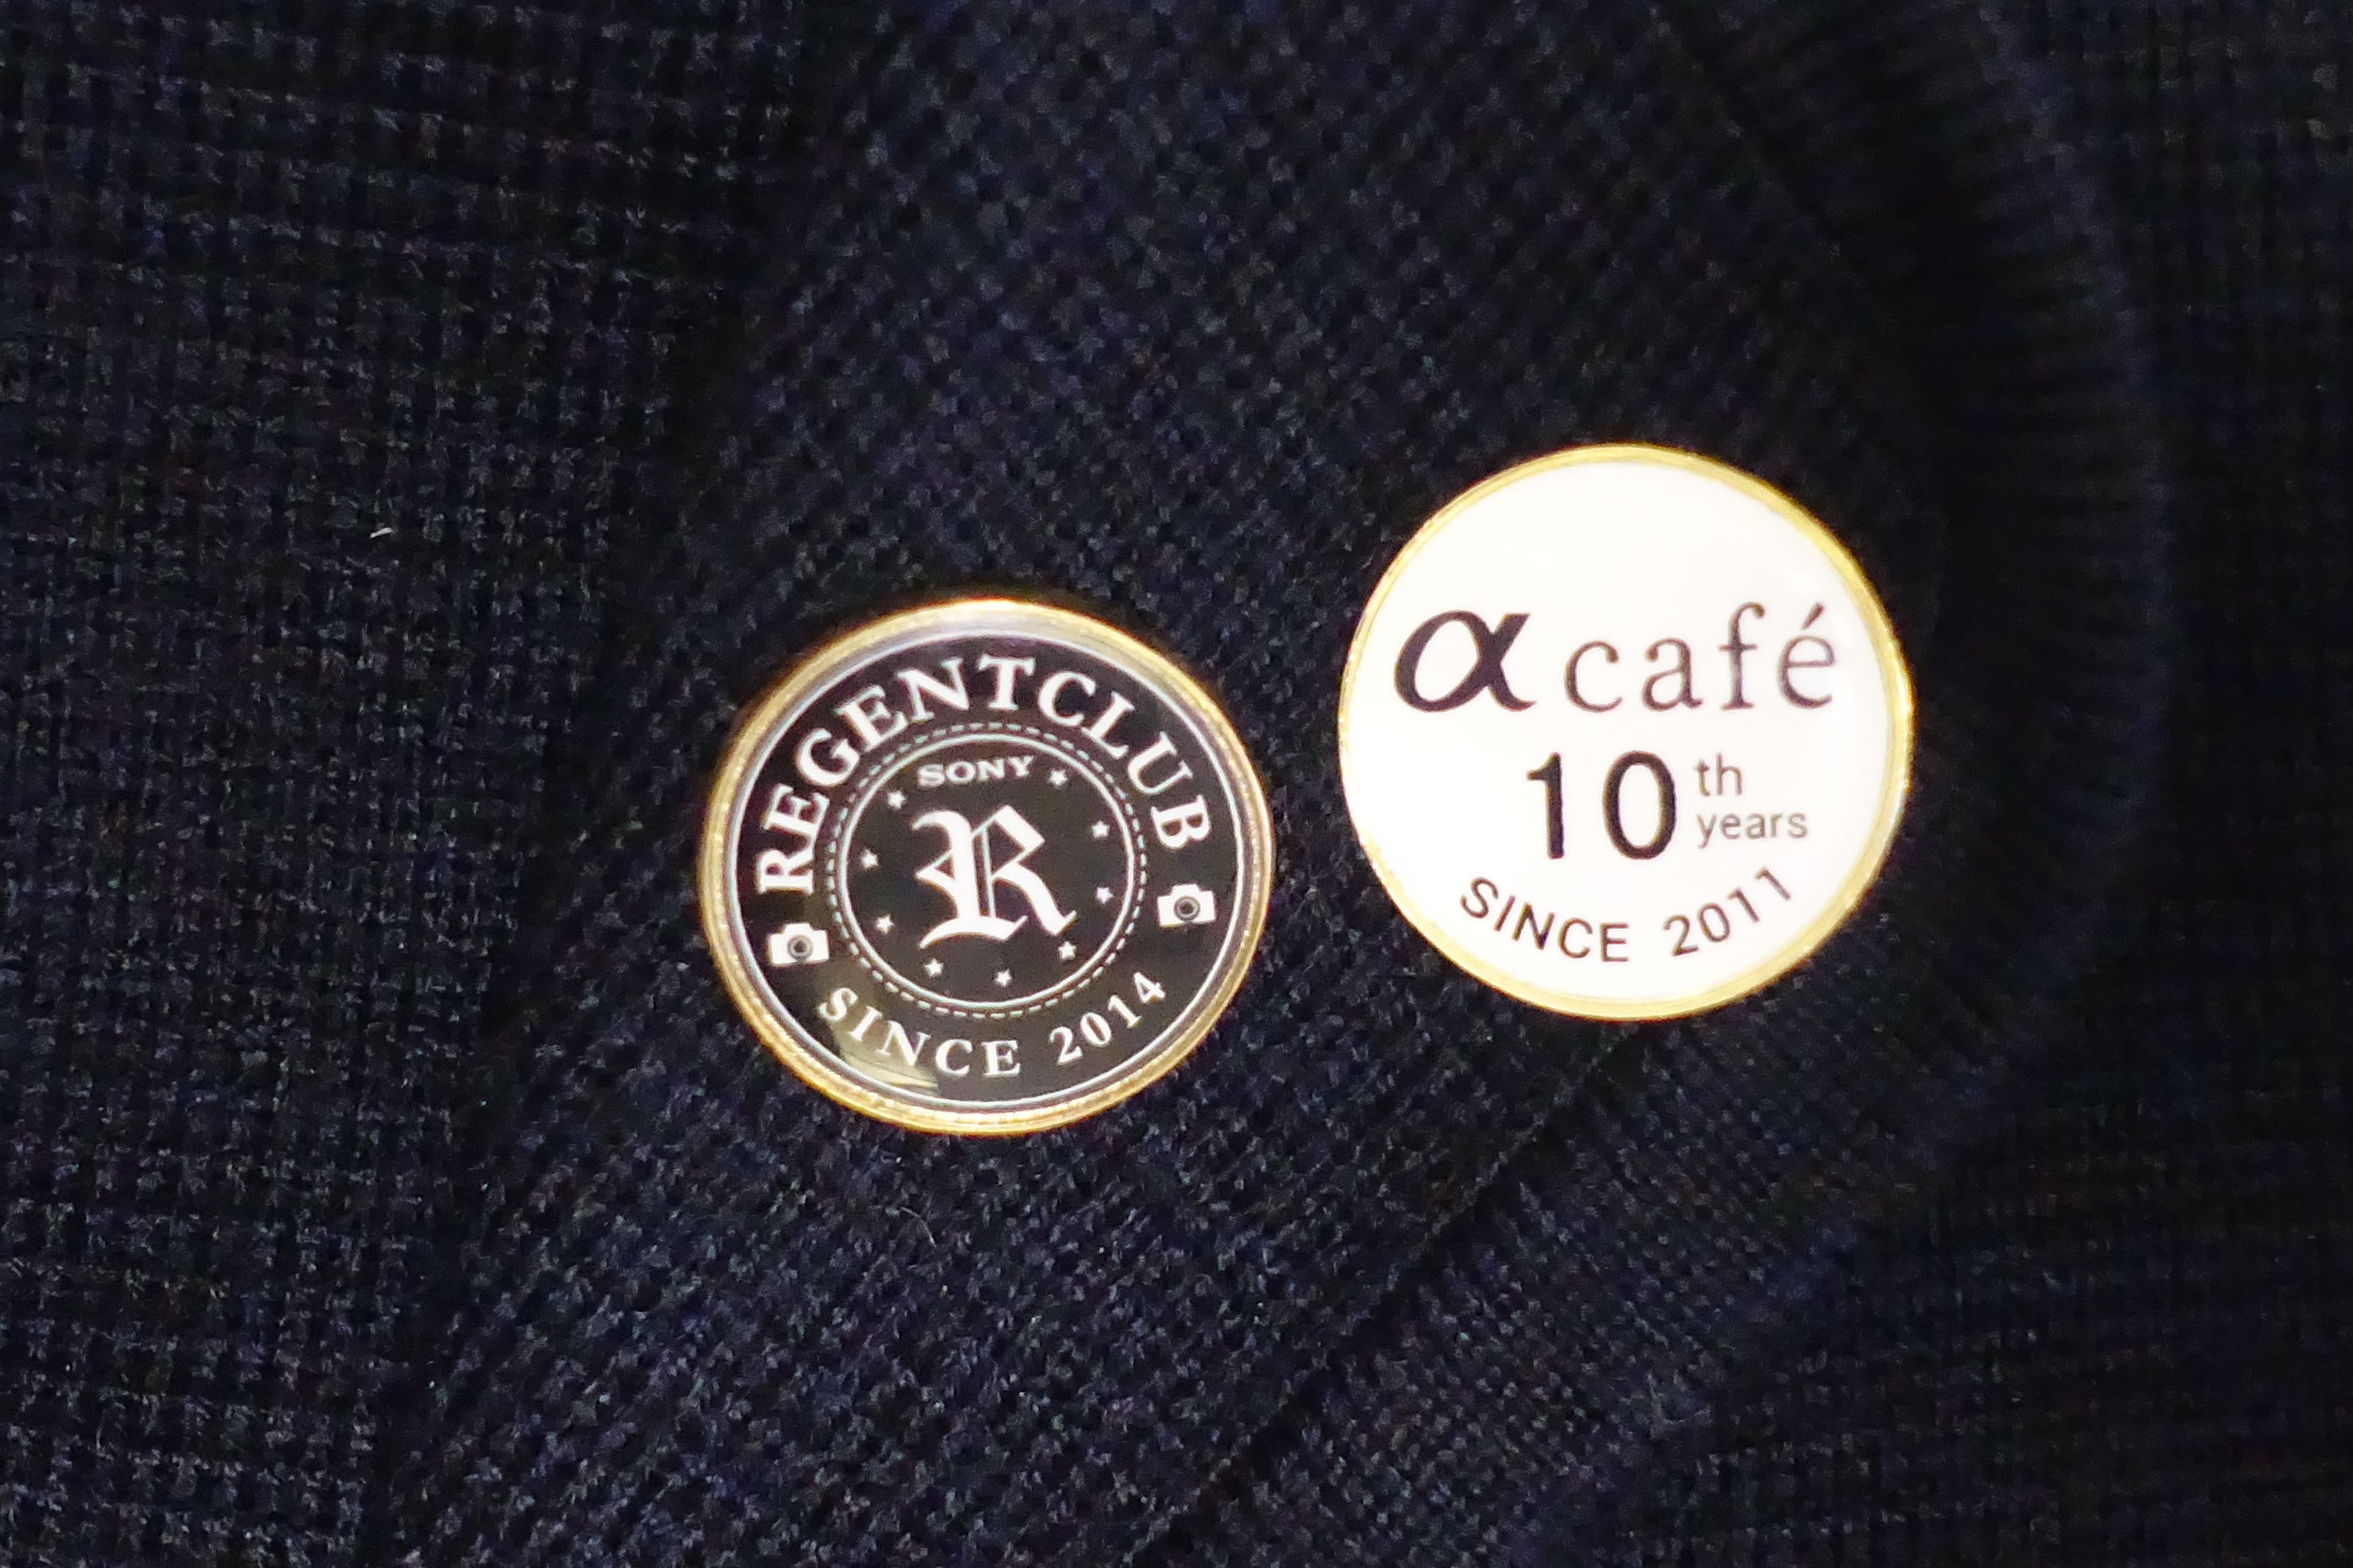 REGENTCLUB
SONY
R
SINCE 2014
α café
10 th years
SINCE 2011